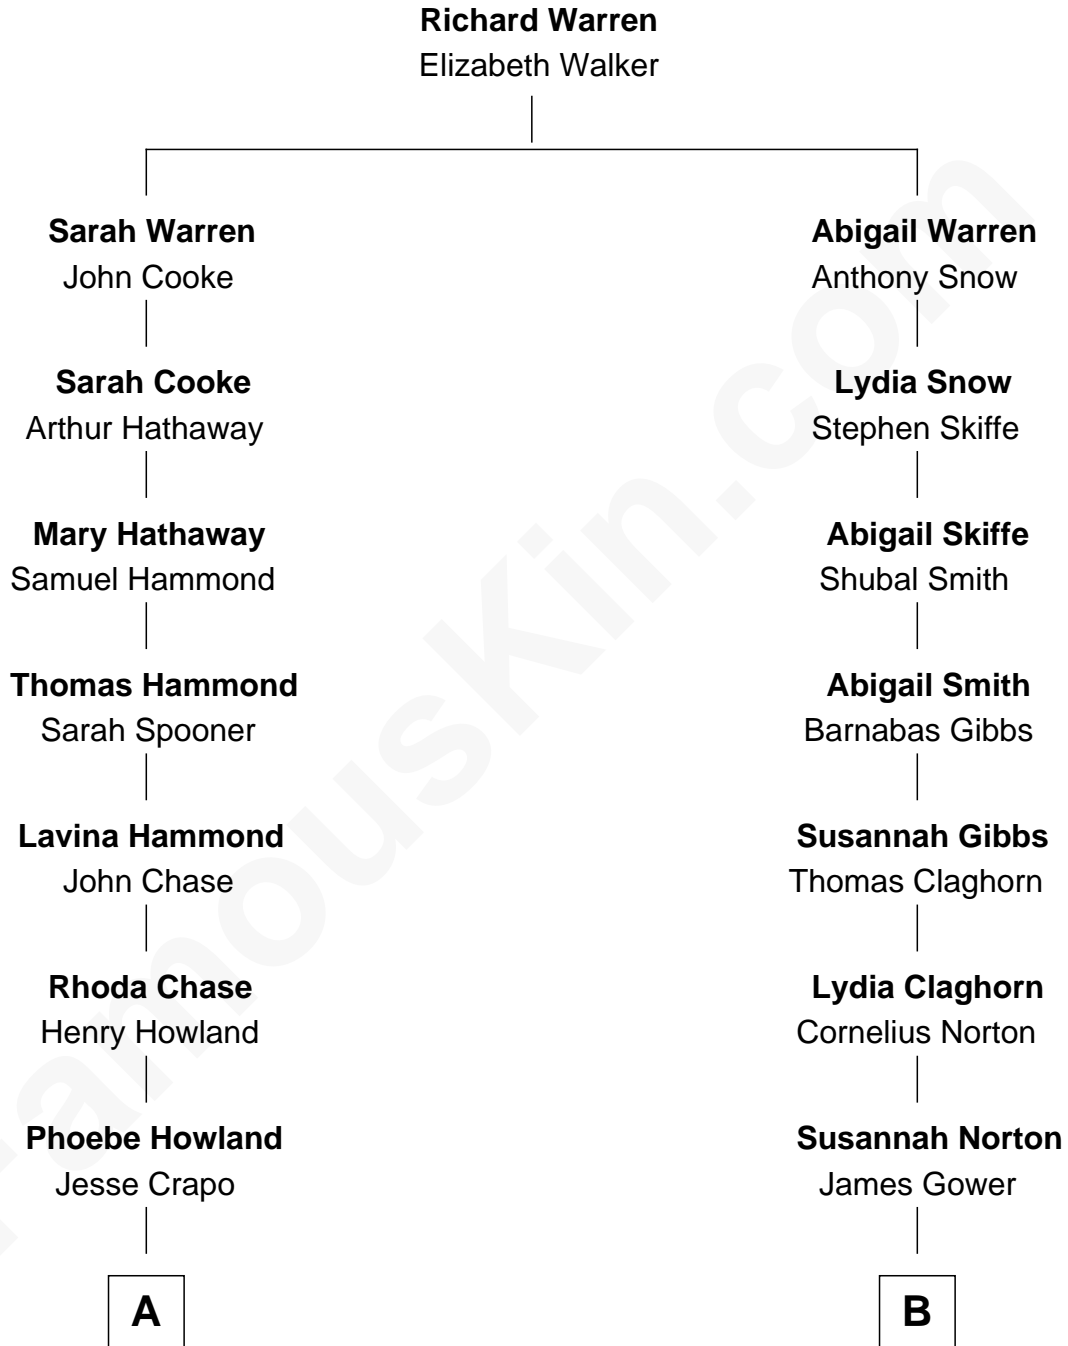 Richard Warren
Elizabeth Walker
Sarah Warren
John Cooke
Sarah Cooke
Arthur Hathaway
Mary Hathaway
Samuel Hammond
Thomas Hammond
Sarah Spooner
Lavina Hammond
John Chase
Rhoda Chase
Henry Howland
Phoebe Howland
Jesse Crapo
A
Abigail Warren
Anthony Snow
Lydia Snow
Stephen Skiffe
Abigail Skiffe
Shubal Smith
Abigail Smith
Barnabas Gibbs
Susannah Gibbs
Thomas Claghorn
Lydia Claghorn
Cornelius Norton
Susannah Norton
James Gower
B
FamousKin.com